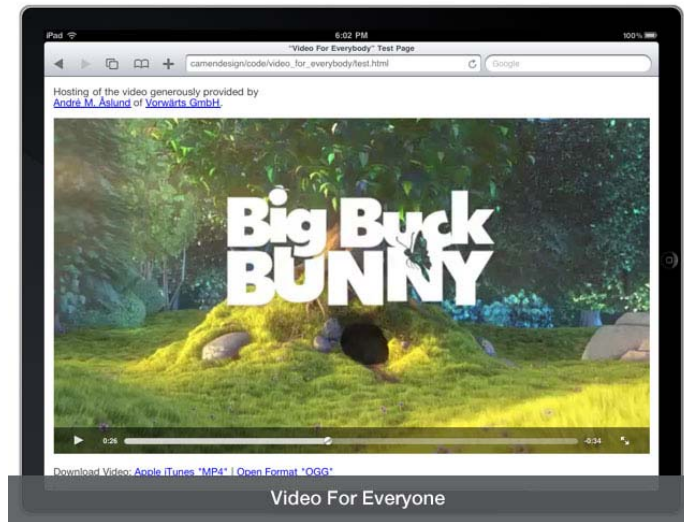 iPad 6:02 PM 100%
"Video For Everybody" Test Page
camendesign/code/video_for_everybody/test.html Google
Hosting of the video generously provided by
André M. Åslund of Vorwärts GmbH.
Big Buck
BUNNY
0:26 -0:34
Download Video: Apple iTunes "MP4" | Open Format "OGG"
Video For Everyone